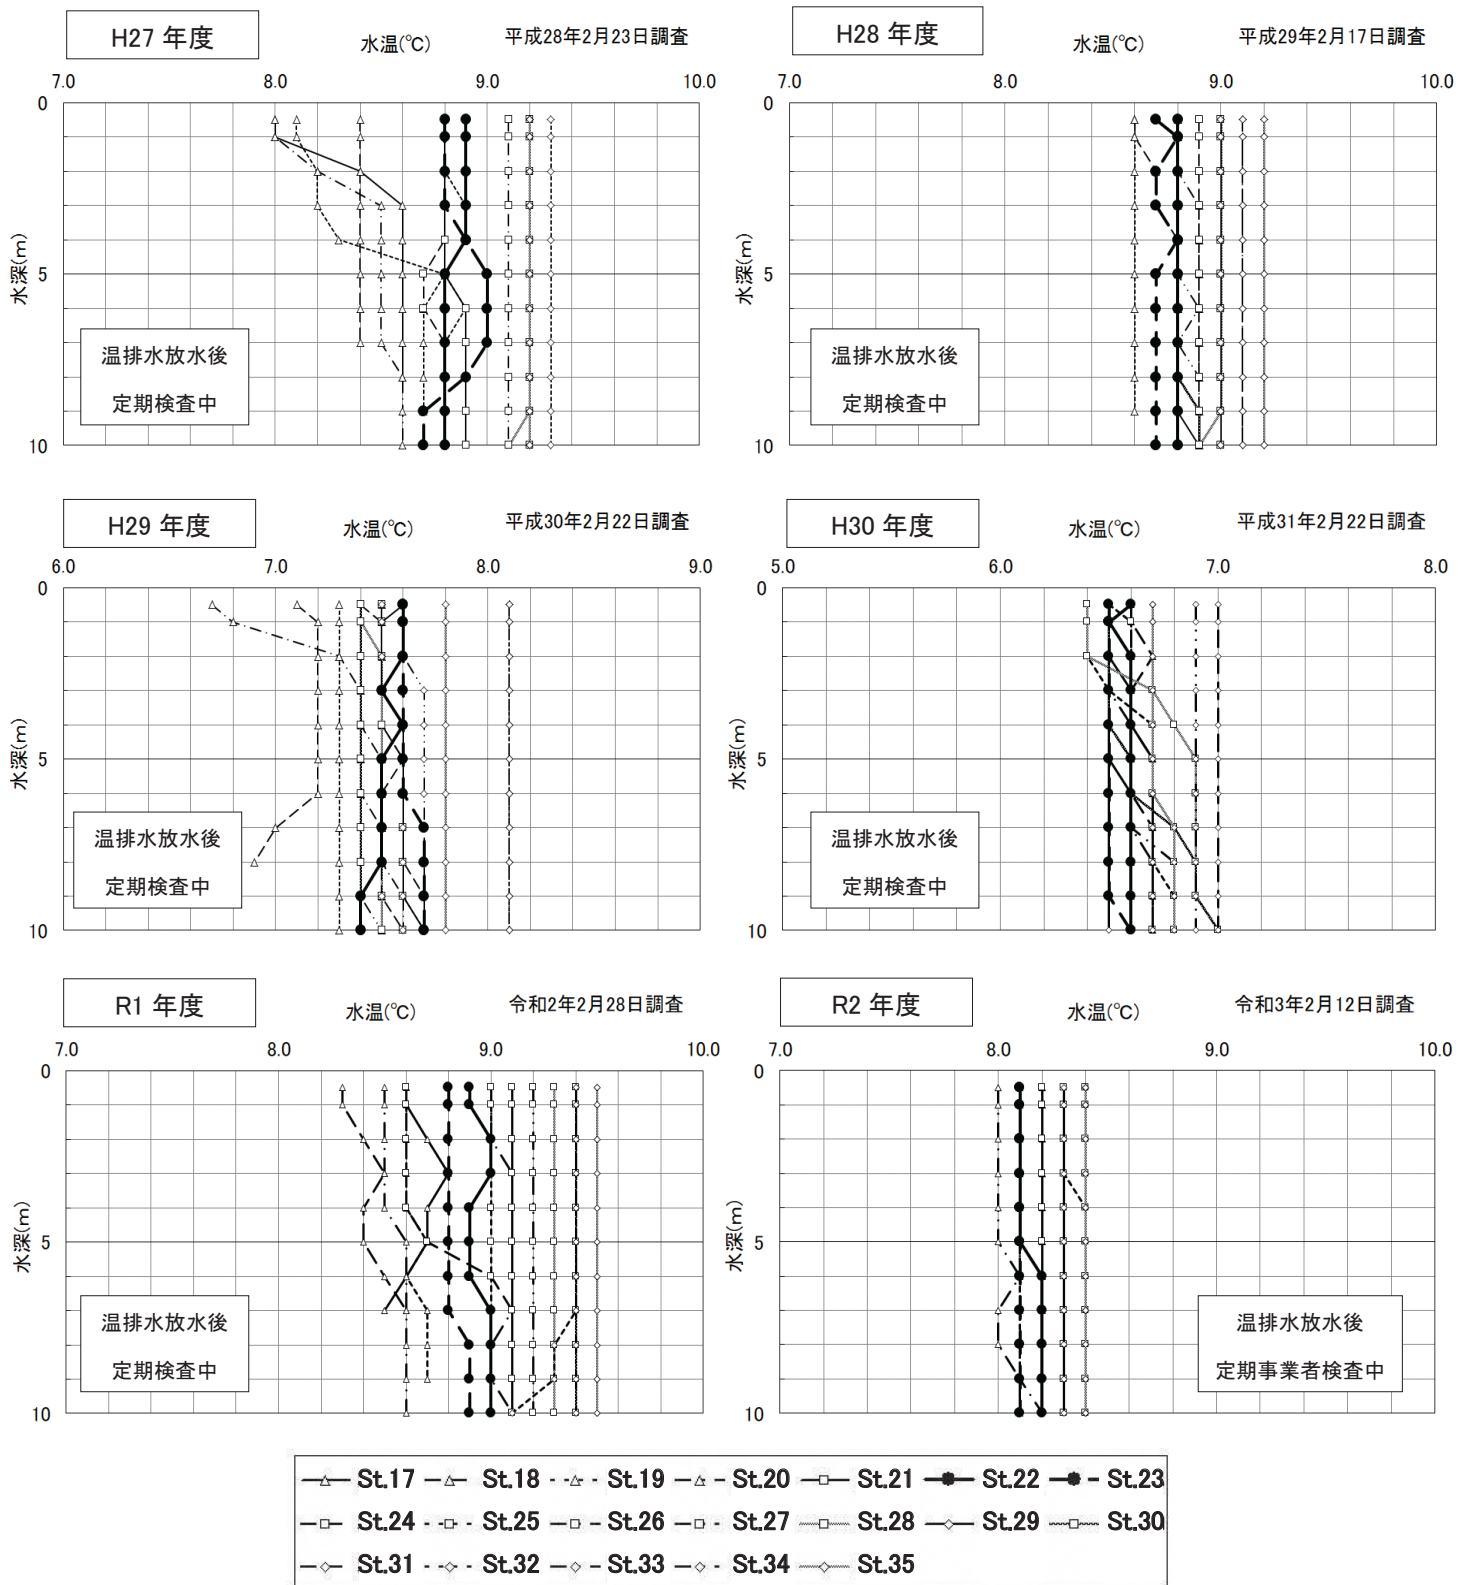 H27 年度
水温(℃)
平成28年2月23日調査
7.0 8.0 9.0 10.0
0
5
10
水深(m)
温排水放水後
定期検査中
H28 年度
水温(℃)
平成29年2月17日調査
7.0 8.0 9.0 10.0
0
5
10
水深(m)
温排水放水後
定期検査中
H29 年度
水温(℃)
平成30年2月22日調査
6.0 7.0 8.0 9.0
0
5
10
水深(m)
温排水放水後
定期検査中
H30 年度
水温(℃)
平成31年2月22日調査
5.0 6.0 7.0 8.0
0
5
10
水深(m)
温排水放水後
定期検査中
R1 年度
水温(℃)
令和2年2月28日調査
7.0 8.0 9.0 10.0
0
5
10
水深(m)
温排水放水後
定期検査中
R2 年度
水温(℃)
令和3年2月12日調査
7.0 8.0 9.0 10.0
0
5
10
水深(m)
温排水放水後
定期事業者検査中
St.17 St.18 St.19 St.20 St.21 St.22 St.23
St.24 St.25 St.26 St.27 St.28 St.29 St.30
St.31 St.32 St.33 St.34 St.35